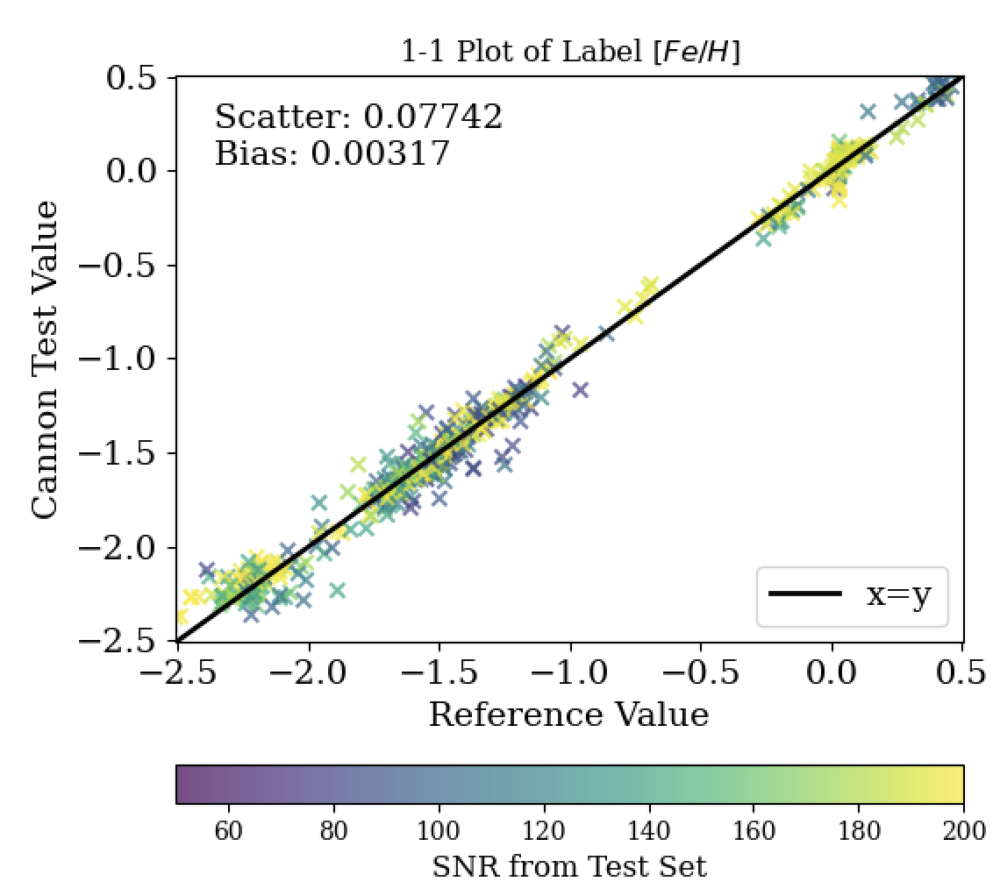 1-1 Plot of Label [Fe/H]
Scatter: 0.07742
Bias: 0.00317
Cannon Test Value
0.5
0.0
−0.5
−1.0
−1.5
−2.0
−2.5
x=y
−2.5 −2.0 −1.5 −1.0 −0.5 0.0 0.5
Reference Value
60 80 100 120 140 160 180 200
SNR from Test Set